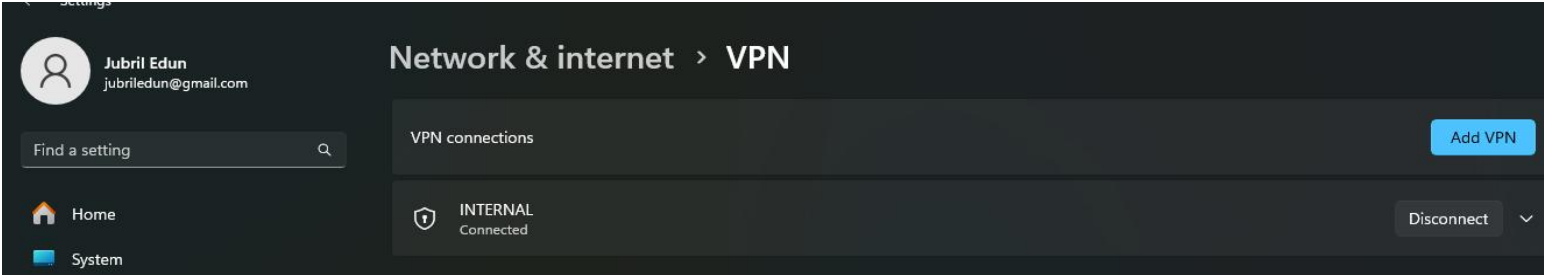 Settings
Jubril Edun
jubriledun@gmail.com
Find a setting
Home
System
Network & internet > VPN
VPN connections
Add VPN
INTERNAL
Connected
Disconnect